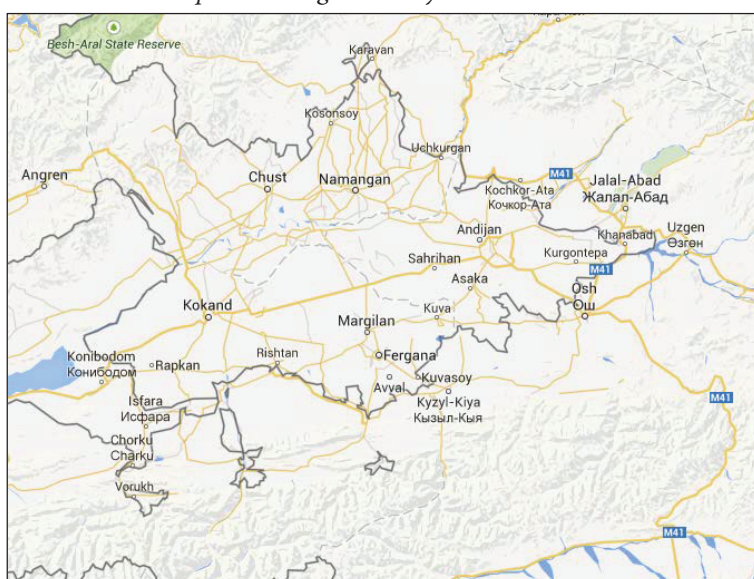 Besh-Aral State Reserve
Karavan
Kosonsoy
Uchkurgan
Angren
Chust
Namangan
M41
Kochkor-Ata
Кочкор-Ата
Jalal-Abad
Жалал-Абад
Andijan
Khanabad
Uzgen
Өзгөн
Sahrihan
Kurgontepa
M41
Asaka
Osh
Ош
Kokand
Margilan
Kuva
Konibodom
Конибодом
Rapkan
Rishtan
Fergana
Avval
Kuvasoy
Kyzyl-Kiya
Кызыл-Кыя
M41
Isfara
Исфара
Chorku
Charku
Vorukh
M41